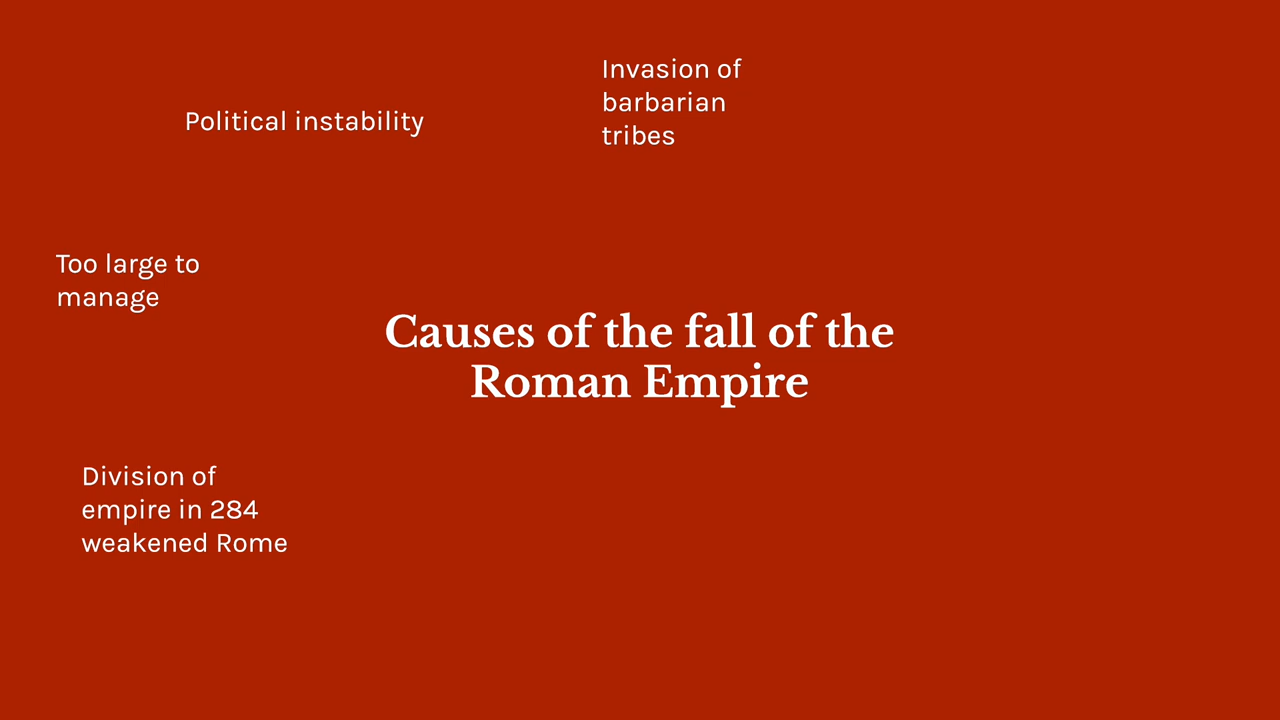 Invasion of
barbarian
tribes
Political instability
Too large to
manage
Causes of the fall of the
Roman Empire
Division of
empire in 284
weakened Rome